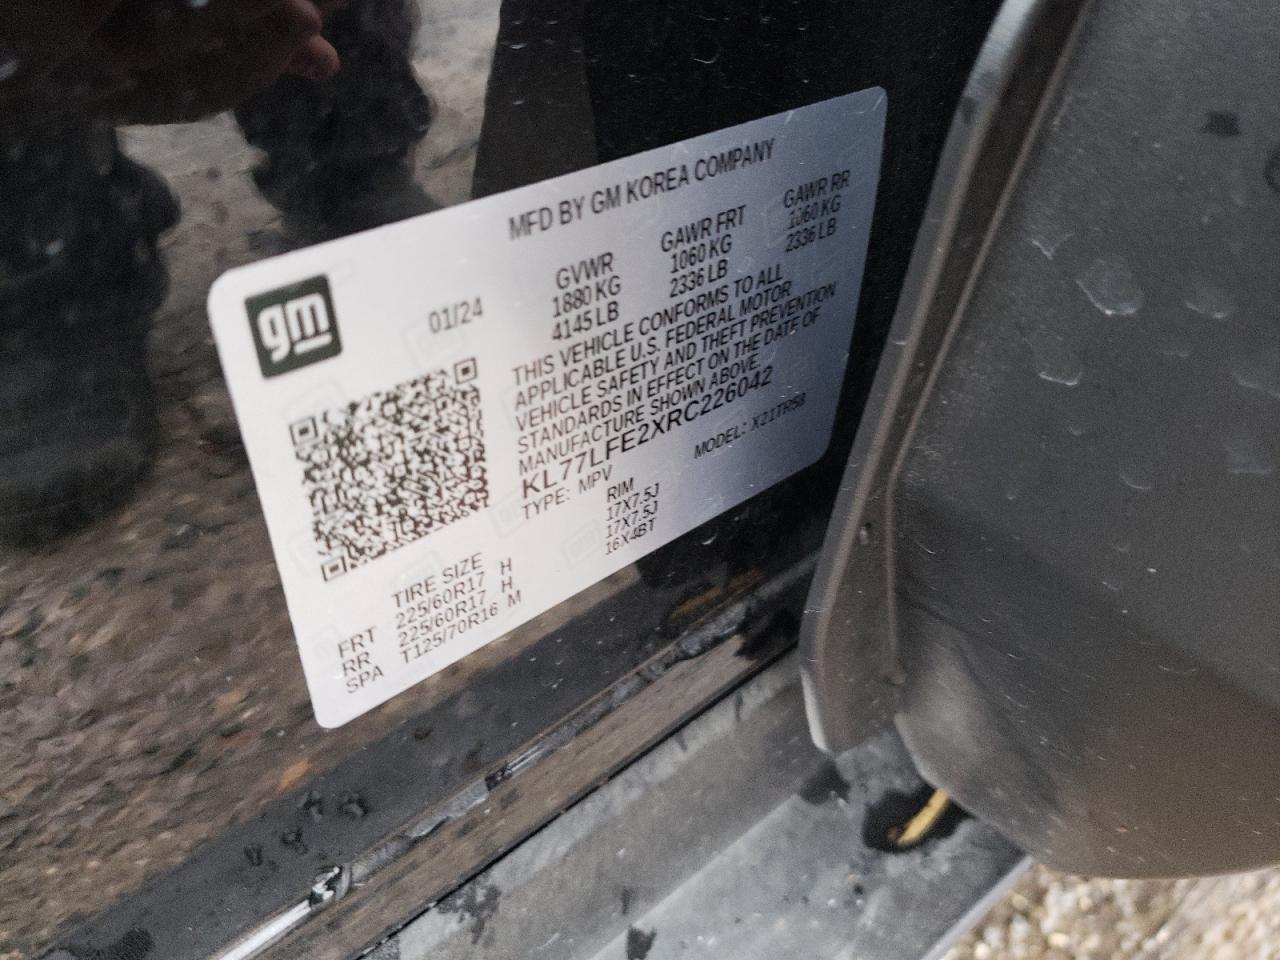 MFD BY GM KOREA COMPANY
gm
01/24
GVWR GAWR FRT GAWR RR
1880 KG 1060 KG 1060 KG
4145 LB 2336 LB 2336 LB
THIS VEHICLE CONFORMS TO ALL
APPLICABLE U.S. FEDERAL MOTOR
VEHICLE SAFETY AND THEFT PREVENTION
STANDARDS IN EFFECT ON THE DATE OF
MANUFACTURE SHOWN ABOVE.
KL77LFE2XRC226042
TYPE: MPV MODEL: X21TR58
TIRE SIZE RIM
FRT 225/60R17 H 17X7.5J
RR 225/60R17 H 17X7.5J
SPA T125/70R16 M 16X4BT